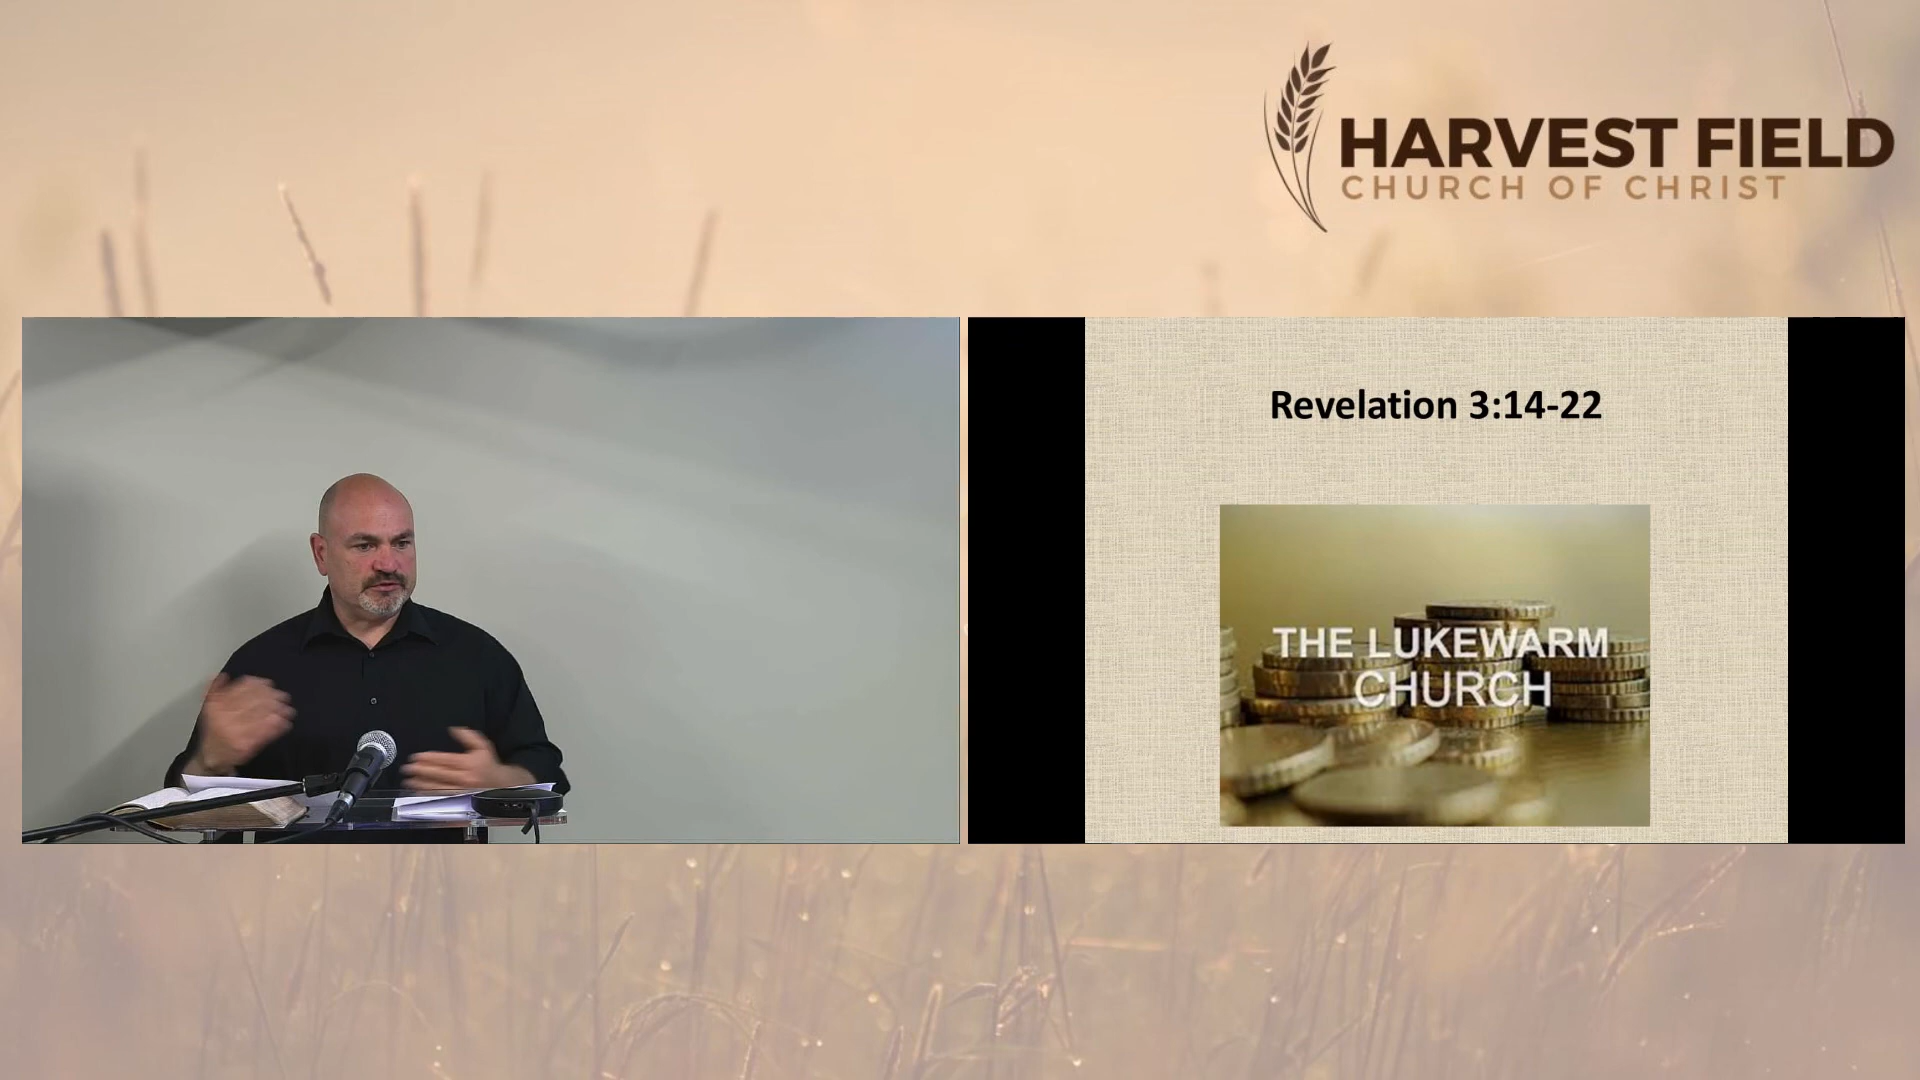 HARVEST FIELD
CHURCH OF CHRIST
Revelation 3:14-22
THE LUKEWARM
CHURCH